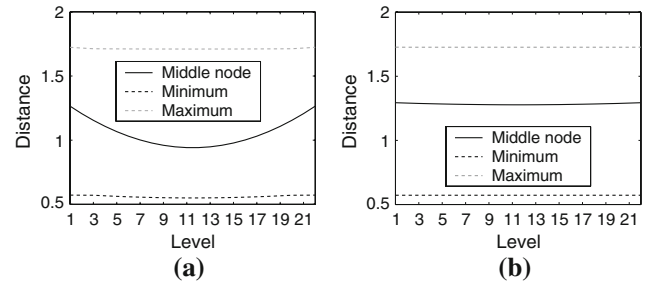 2
1.5
1
0.5
Distance
Middle node
Minimum
Maximum
1 3 5 7 9 11 13 15 17 19 21
Level
(a)
2
1.5
1
0.5
Distance
Middle node
Minimum
Maximum
1 3 5 7 9 11 13 15 17 19 21
Level
(b)